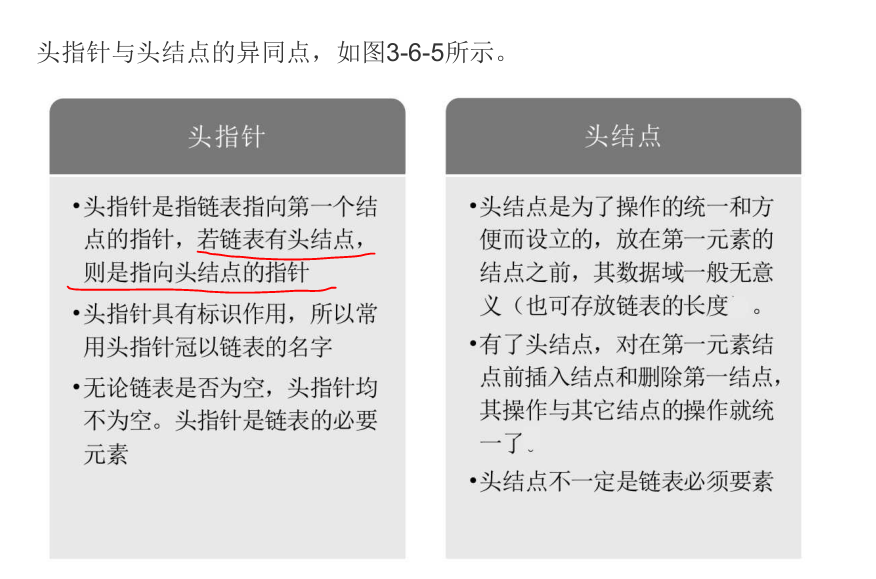 头指针与头结点的异同点，如图3-6-5所示。
头指针
•头指针是指链表指向第一个结
点的指针，若链表有头结点，
则是指向头结点的指针
•头指针具有标识作用，所以常
用头指针冠以链表的名字
•无论链表是否为空，头指针均
不为空。头指针是链表的必要
元素
头结点
•头结点是为了操作的统一和方
便而设立的，放在第一元素的
结点之前，其数据域一般无意
义（也可存放链表的长度 。
•有了头结点，对在第一元素结
点前插入结点和删除第一结点，
其操作与其它结点的操作就统
一了。
•头结点不一定是链表必须要素